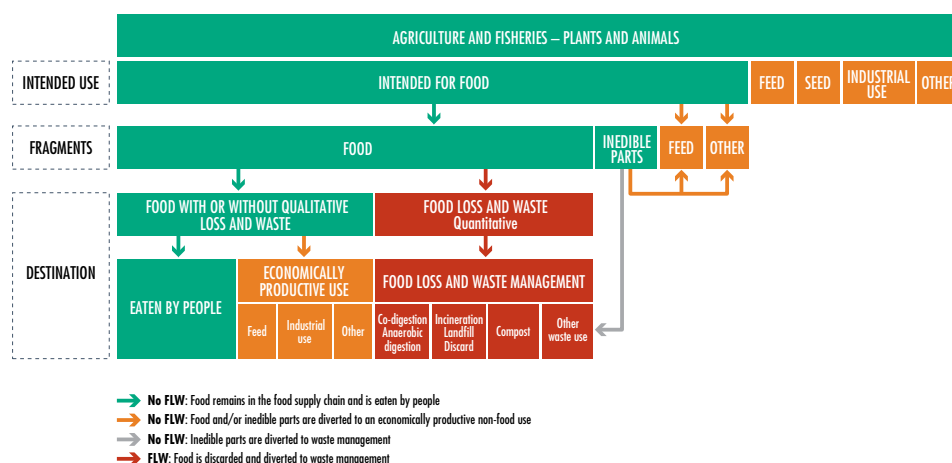 AGRICULTURE AND FISHERIES – PLANTS AND ANIMALS
INTENDED USE
INTENDED FOR FOOD
FEED
SEED
INDUSTRIAL
USE
OTHER
FRAGMENTS
FOOD
INEDIBLE
PARTS
FEED
OTHER
DESTINATION
FOOD WITH OR WITHOUT QUALITATIVE
LOSS AND WASTE
FOOD LOSS AND WASTE
Quantitative
EATEN BY PEOPLE
ECONOMICALLY
PRODUCTIVE USE
FOOD LOSS AND WASTE MANAGEMENT
Feed
Industrial
use
Other
Co-digestion
Anaerobic
digestion
Incineration
Landfill
Discard
Compost
Other
waste use
No FLW: Food remains in the food supply chain and is eaten by people
No FLW: Food and/or inedible parts are diverted to an economically productive non-food use
No FLW: Inedible parts are diverted to waste management
FLW: Food is discarded and diverted to waste management